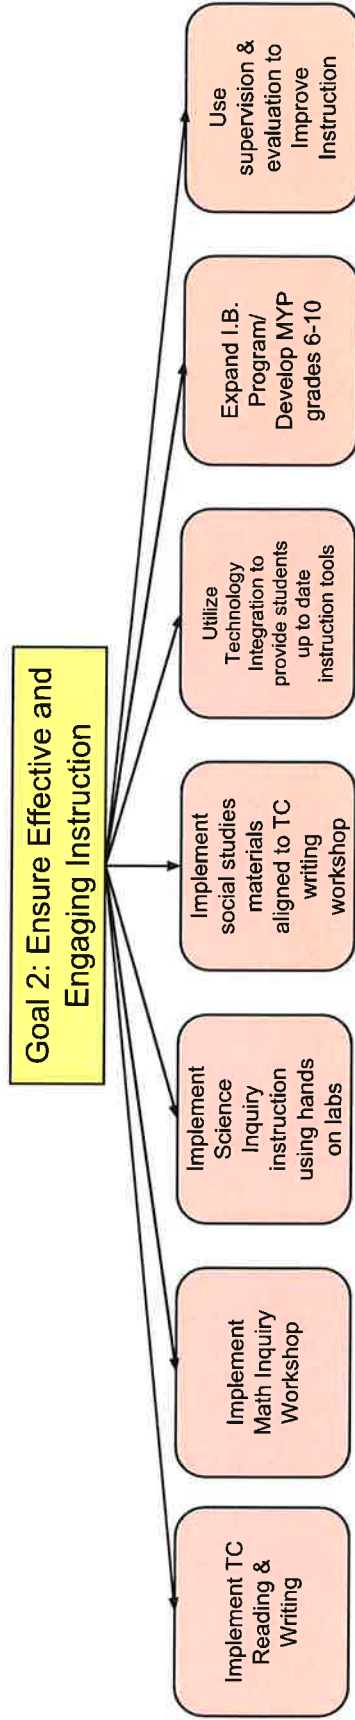 Goal 2: Ensure Effective and
Engaging Instruction
Implement TC
Reading &
Writing
Implement
Math Inquiry
Workshop
Implement
Science
Inquiry
instruction
using hands
on labs
Implement
social studies
materials
aligned to TC
writing
workshop
Utilize
Technology
Integration to
provide students
up to date
instruction tools
Expand I.B.
Program/
Develop MYP
grades 6-10
Use
supervision &
evaluation to
Improve
Instruction